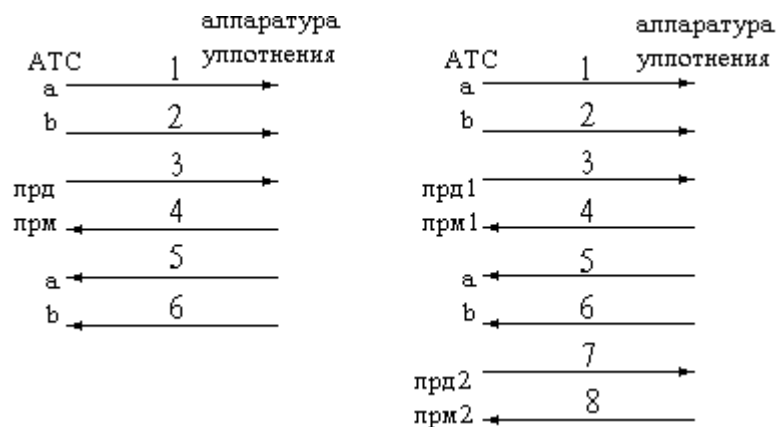 аппаратура
уплотнения
АТС
1
a
2
b
3
прд
4
прм
5
a
6
b
аппаратура
уплотнения
АТС
1
a
2
b
3
прд1
4
прм1
5
a
6
b
7
прд2
8
прм2